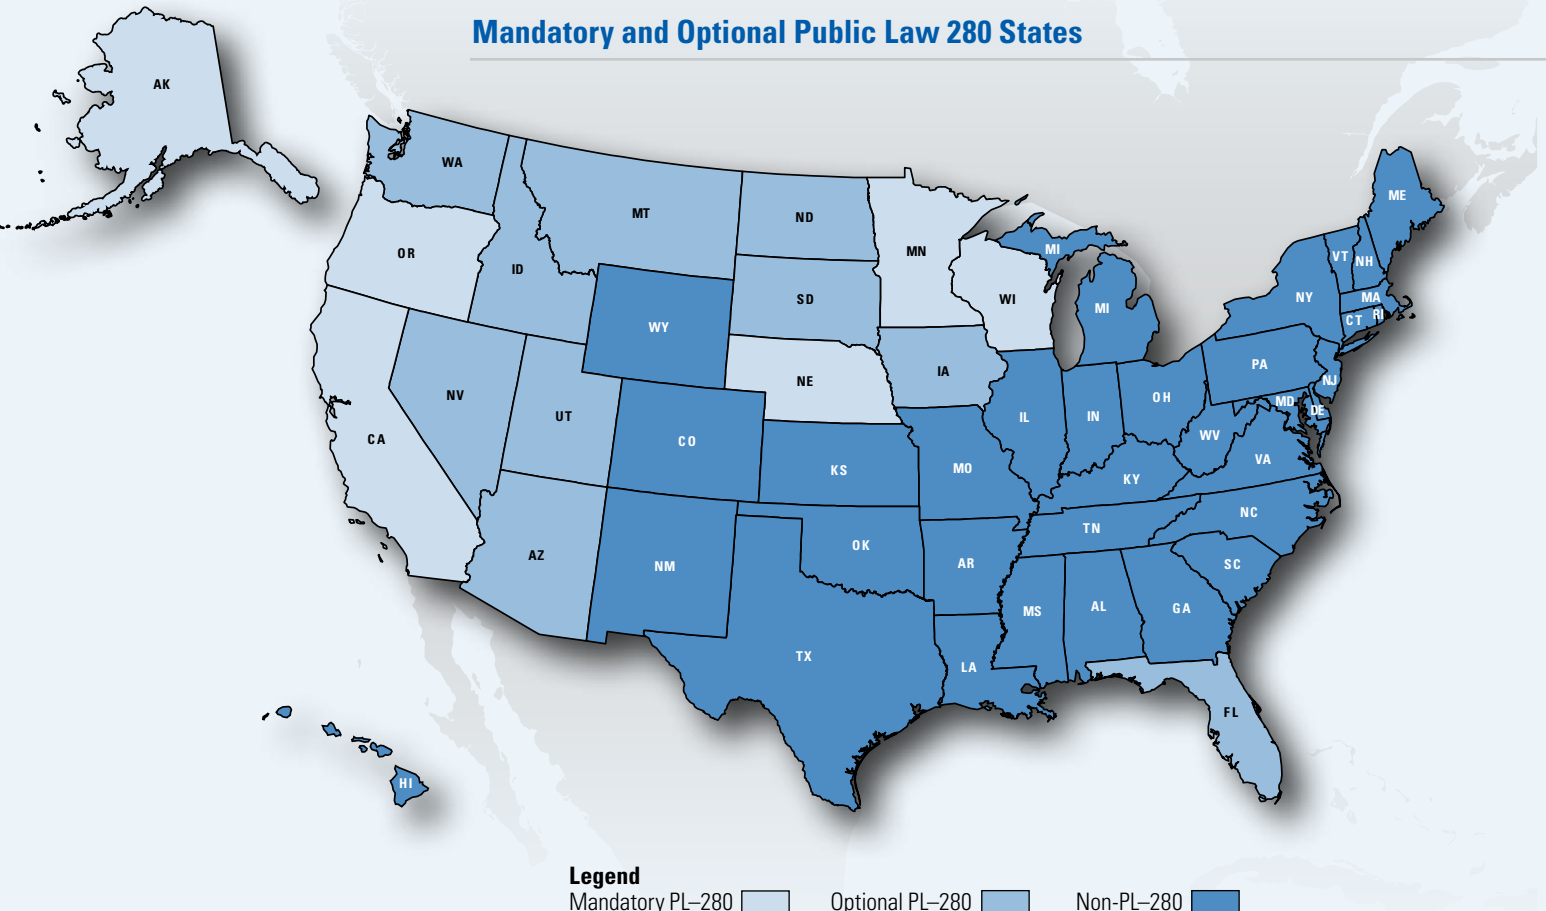 Mandatory and Optional Public Law 280 States
AK
WA
MT
ND
ME
OR
ID
MN
MI
VT
NH
SD
WI
NY
MA
WY
MI
CT
RI
IA
PA
NE
NJ
NV
UT
OH
MD
DE
IL
IN
CA
CO
WV
KS
MO
VA
KY
NC
TN
AZ
OK
NM
AR
SC
MS
AL
GA
TX
LA
FL
HI
Legend
Mandatory PL–280 Optional PL–280 Non-PL–280